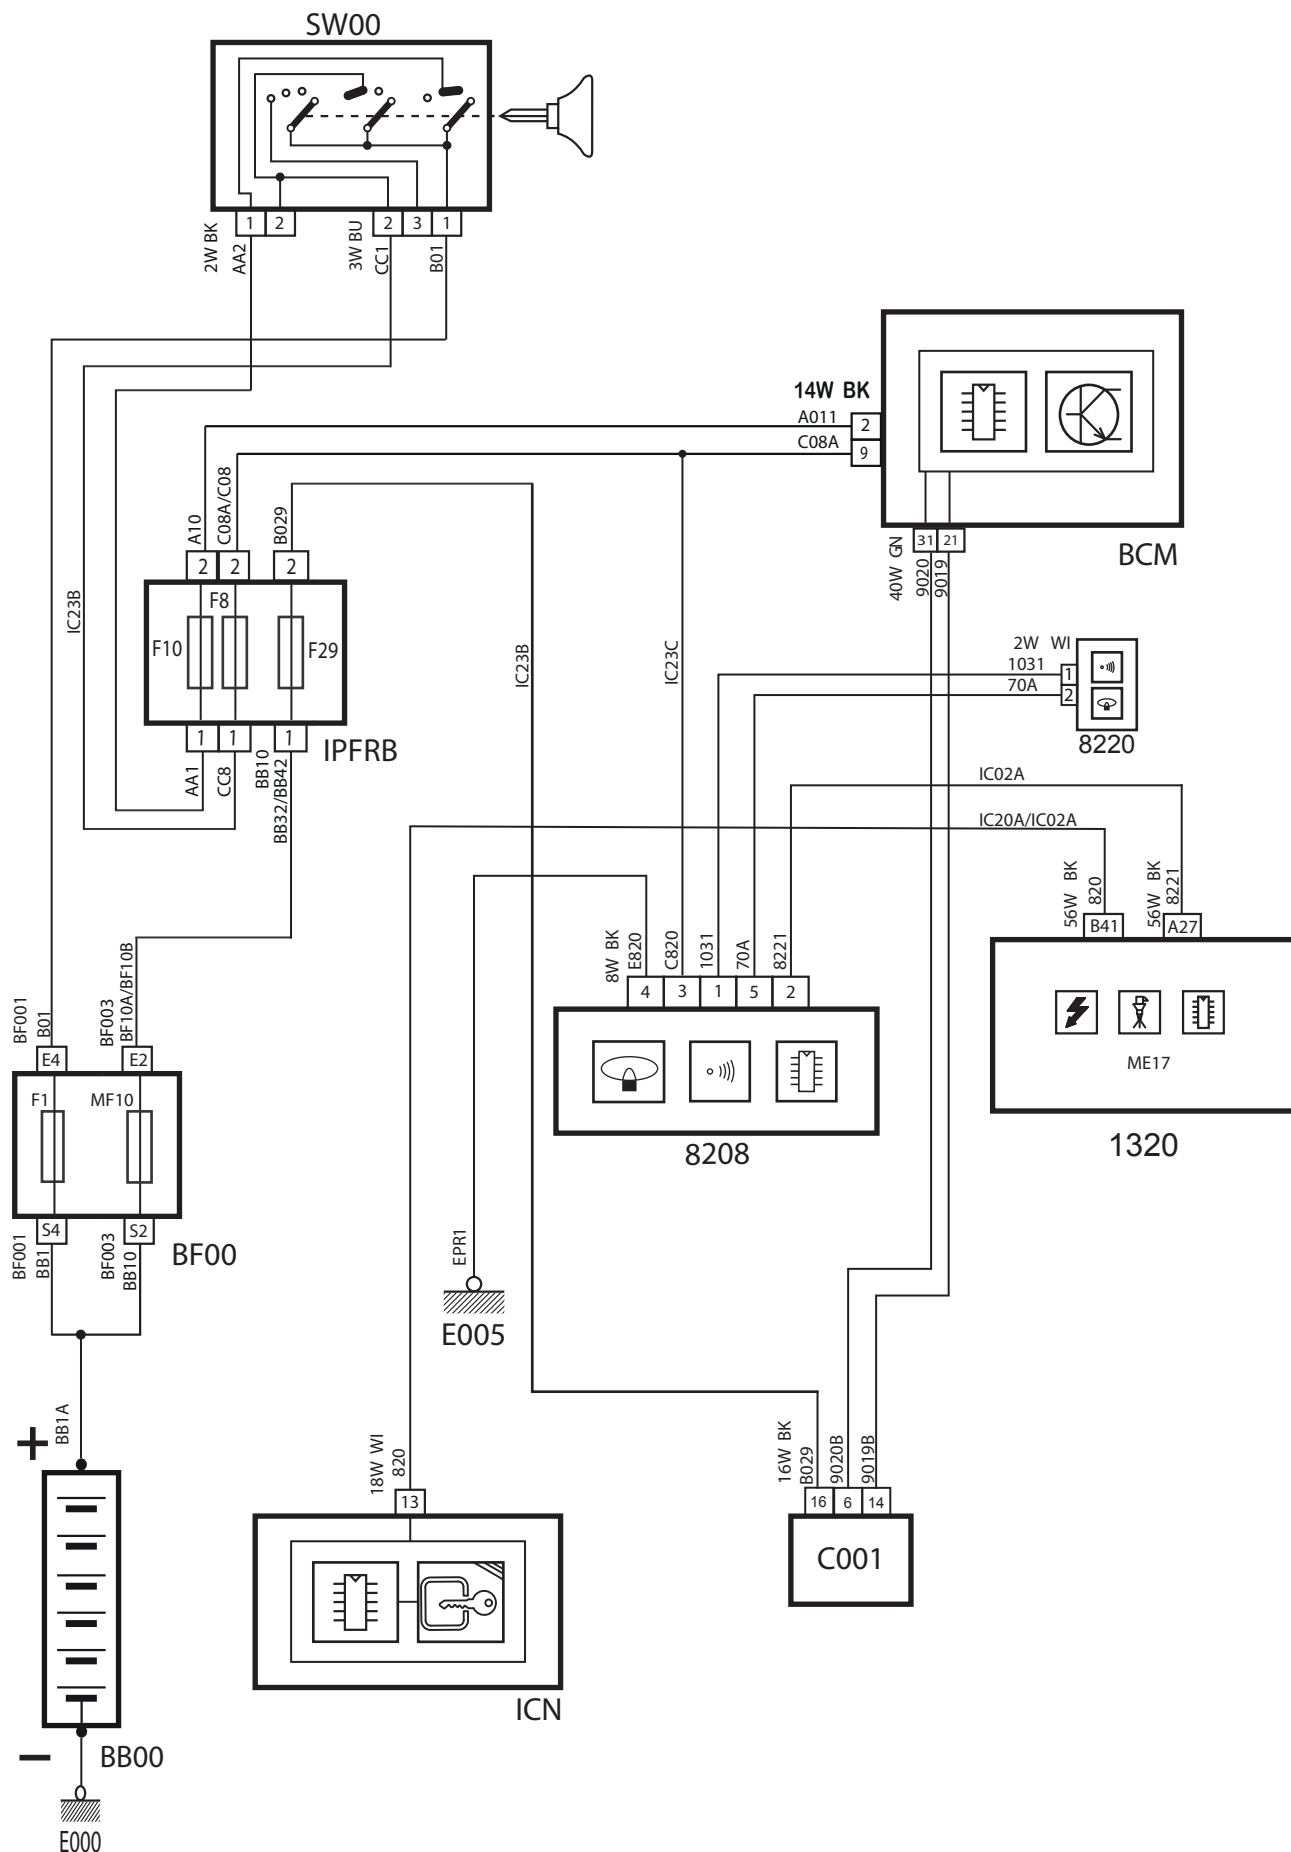 SW00
1 2 2 3 1
2W BK
AA2
3W BU
CC1
B01
14W BK
A011
2
C08A
9
BCM
31 21
40W GN
9020
9019
A10
C08A/C08
B029
2 2 2
F8
F10
F29
1 1 1
IPFRB
AA1
CC8
BB10
BB32/BB42
IC23B
IC23B
IC23C
2W WI
1031
1
70A
2
8220
IC02A
IC20A/IC02A
56W BK
820
56W BK
8221
B41
A27
ME17
1320
8W BK
E820
C820
1031
70A
8221
4 3 1 5 2
8208
BF001
B01
BF003
BF10A/BF10B
E4
E2
F1
MF10
S4
S2
BF00
BF001
BB1
BF003
BB10
EPR1
E005
BB1A
+
18W WI
820
13
ICN
16W BK
B029
9020B
9019B
16 6 14
C001
–
BB00
E000